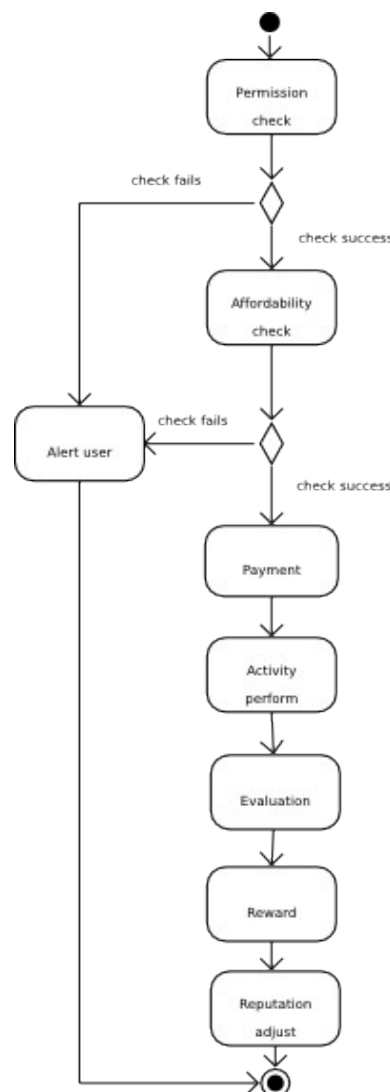 Permission
check
check fails
check success
Affordability
check
check fails
Alert user
check success
Payment
Activity
perform
Evaluation
Reward
Reputation
adjust